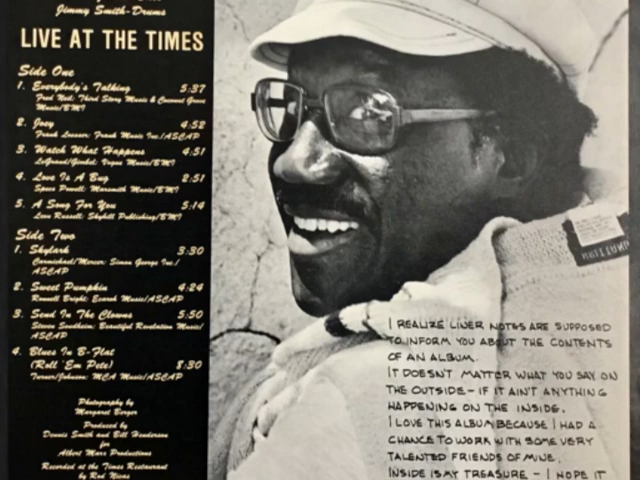 Jimmy Smith-Drums
LIVE AT THE TIMES
Side One
1. Everybody's Talking 5:37
Fred Neil: Third Story Music & Coconut Grove
Music/BMI
2. Joey 4:52
Frank Loesser: Frank Music Inc./ASCAP
3. Watch What Happens 4:51
LeGrand/Gimbel: Vogue Music/BMI
4. Love Is A Bug 2:51
Specs Powell: Marsmith Music/BMI
5. A Song For You 5:14
Leon Russell: Skyhill Publishing/BMI
Side Two
1. Skylark 3:30
Carmichael/Mercer: Simon George Inc./
ASCAP
2. Sweet Pumpkin 4:24
Ronnell Bright: Ecaroh Music/ASCAP
3. Send In The Clowns 5:50
Steven Sondheim: Beautiful Revolution Music/
ASCAP
4. Blues In B-Flat
(Roll 'Em Pete) 8:30
Turner/Johnson: MCA Music/ASCAP
Photography by
Margaret Berger
Produced by
Dennis Smith and Bill Henderson
for
Albert Marx Productions
Recorded at the Times Restaurant
by Rod Nicas
I REALIZE LINER NOTES ARE SUPPOSED
TO INFORM YOU ABOUT THE CONTENTS
OF AN ALBUM.
IT DOESN'T MATTER WHAT YOU SAY ON
THE OUTSIDE - IF IT AIN'T ANYTHING
HAPPENING ON THE INSIDE.
I LOVE THIS ALBUM BECAUSE I HAD A
CHANCE TO WORK WITH SOME VERY
TALENTED FRIENDS OF MINE.
INSIDE IS MY TREASURE - I HOPE IT